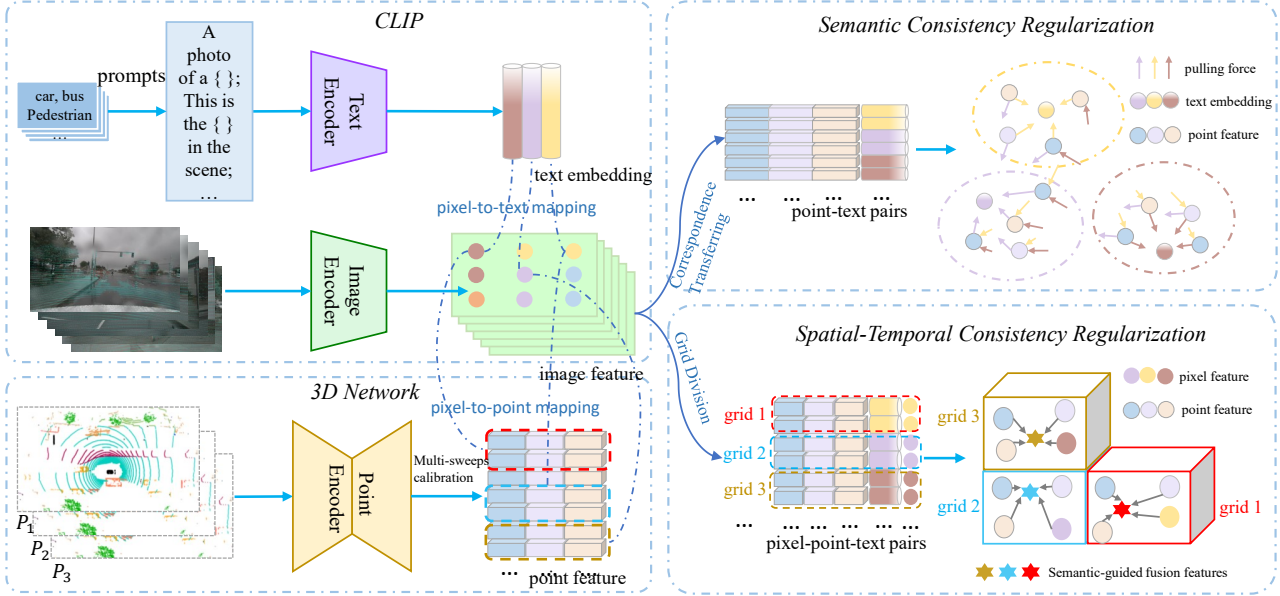 CLIP
car, bus
Pedestrian
...
prompts
A
photo
of a { };
This is
the { }
in the
scene;
...
Text
Encoder
text embedding
pixel-to-text mapping
Image
Encoder
image feature
3D Network
pixel-to-point mapping
P1
P2
P3
Point
Encoder
Multi-sweeps
calibration
... ... ...
point feature
Correspondence
Transferring
Grid Division
Semantic Consistency Regularization
pulling force
text embedding
point feature
... ... ... ...
point-text pairs
Spatial-Temporal Consistency Regularization
grid 1
grid 2
grid 3
... ... ... ... ...
pixel-point-text pairs
pixel feature
point feature
grid 3
grid 2
grid 1
Semantic-guided fusion features